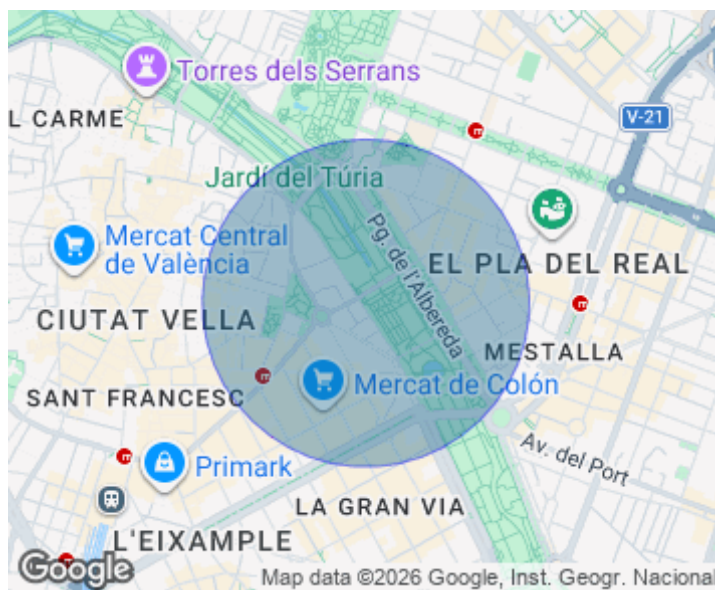 Torres dels Serrans
L CARME
V-21
Jardí del Túria
Pg. de l'Albereda
Mercat Central
de València
EL PLA DEL REAL
CIUTAT VELLA
MESTALLA
Mercat de Colón
SANT FRANCESC
Primark
Av. del Port
LA GRAN VIA
L'EIXAMPLE
Google
Map data ©2026 Google, Inst. Geogr. Nacional